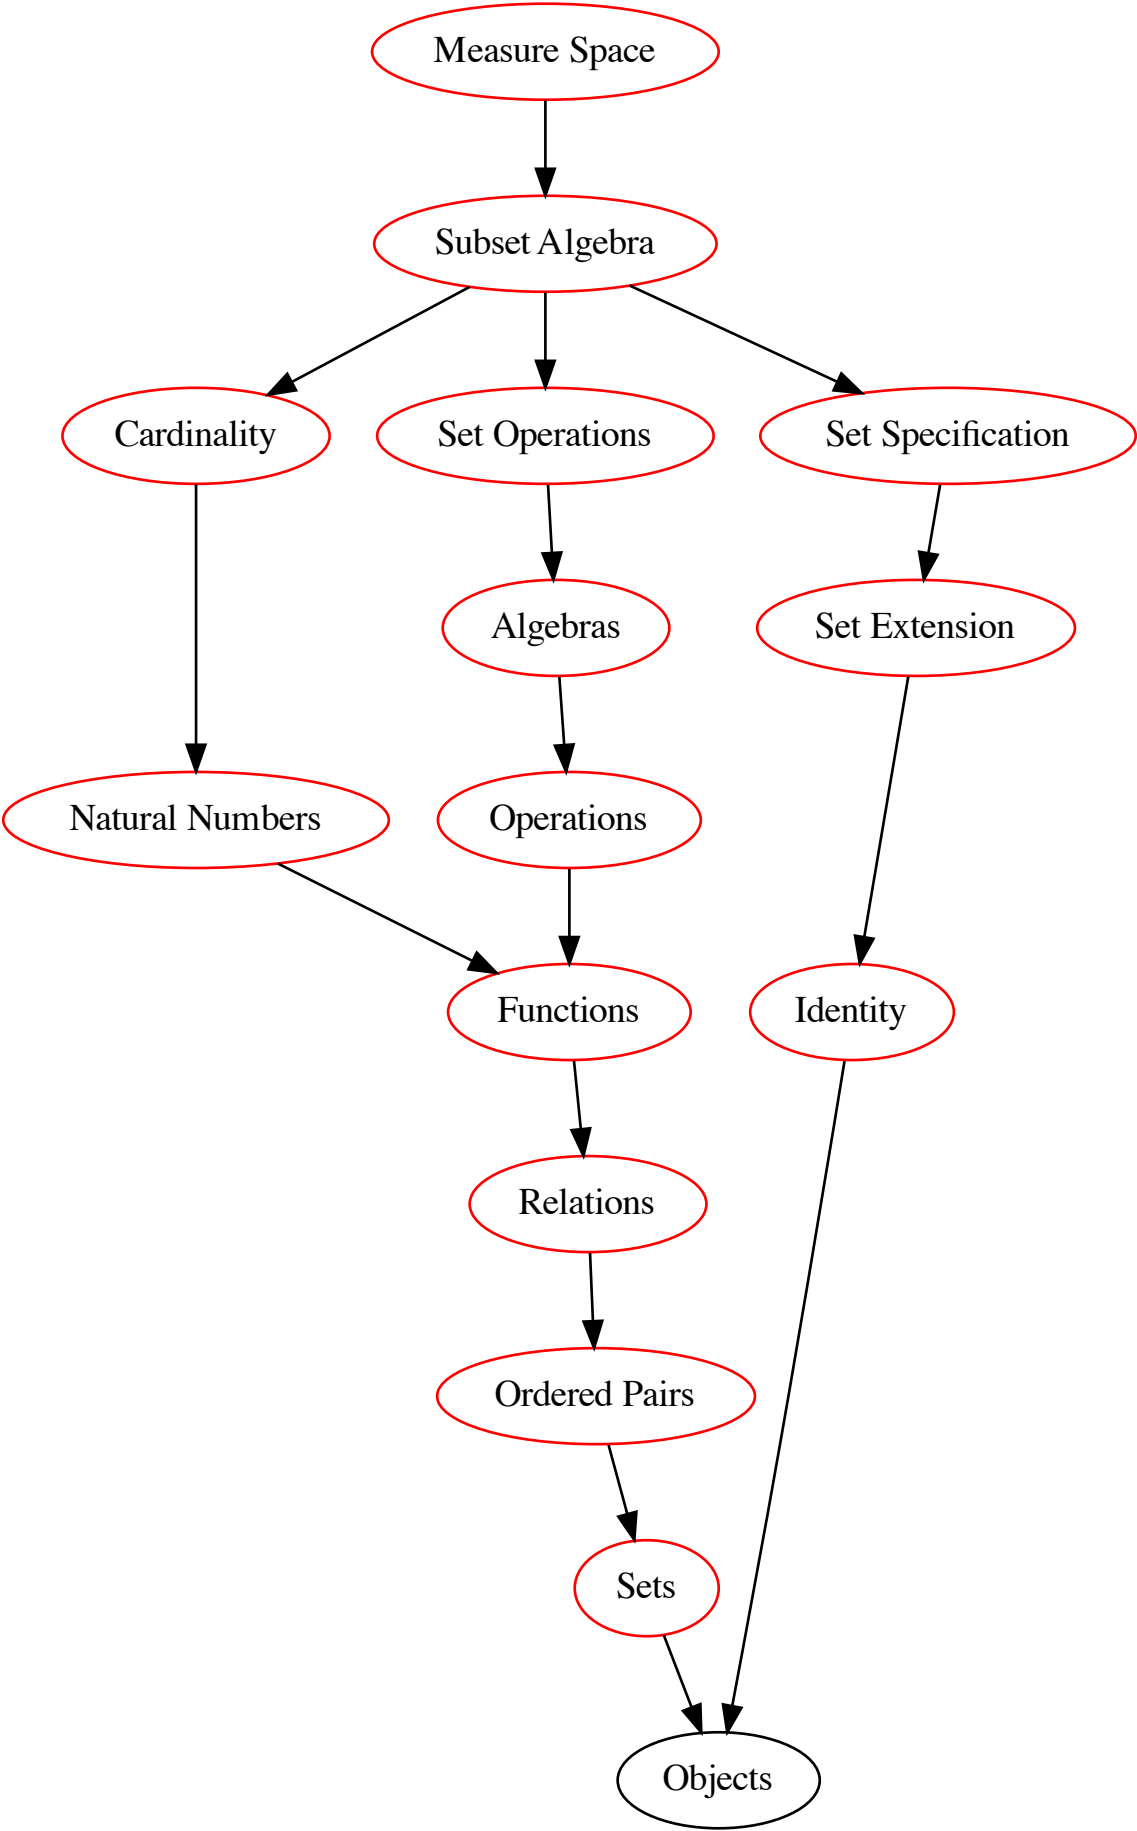 Measure Space
Subset Algebra
Cardinality
Set Operations
Set Specification
Algebras
Set Extension
Natural Numbers
Operations
Functions
Identity
Relations
Ordered Pairs
Sets
Objects